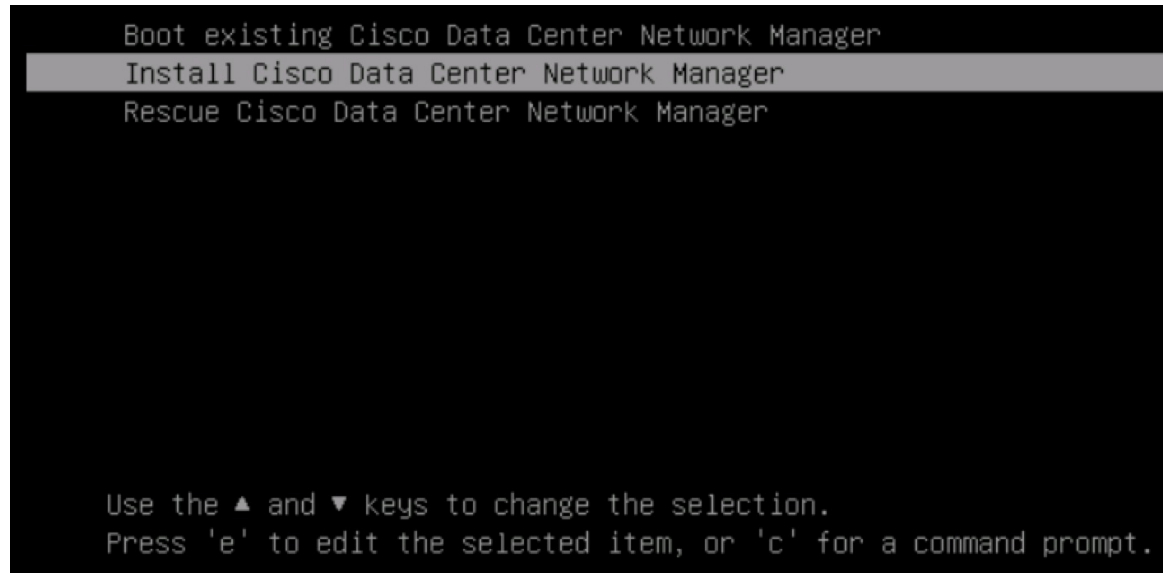 Boot existing Cisco Data Center Network Manager
Install Cisco Data Center Network Manager
Rescue Cisco Data Center Network Manager
Use the ▲ and ▼ keys to change the selection.
Press 'e' to edit the selected item, or 'c' for a command prompt.